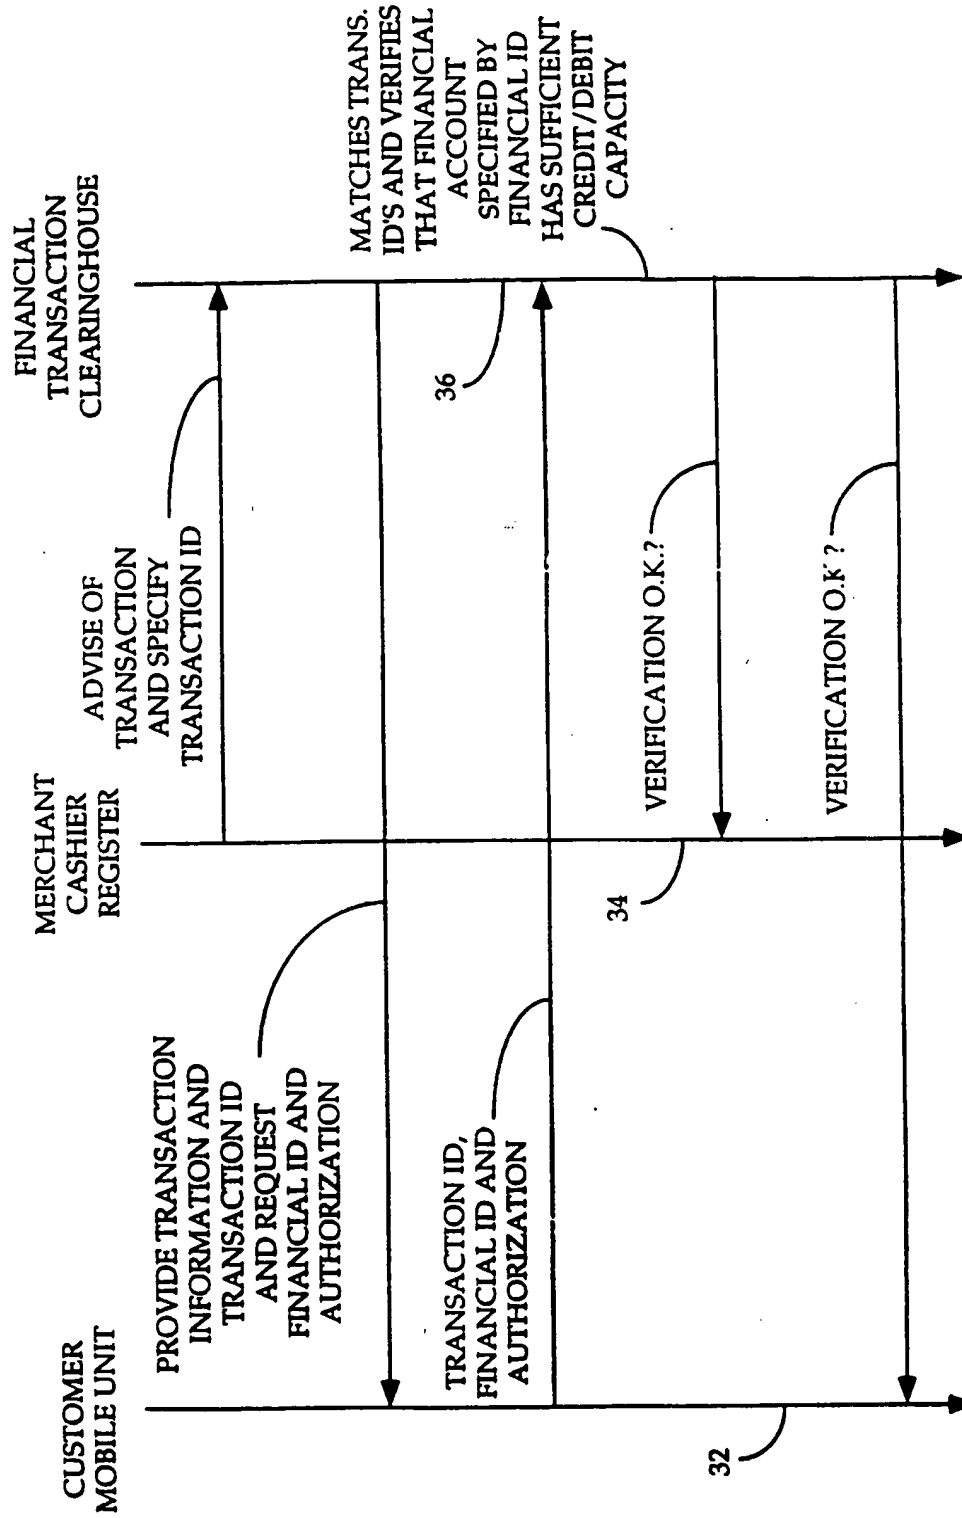 CUSTOMER
MOBILE UNIT
MERCHANT
CASHIER
REGISTER
FINANCIAL
TRANSACTION
CLEARINGHOUSE
ADVISE OF
TRANSACTION
AND SPECIFY
TRANSACTION ID
PROVIDE TRANSACTION
INFORMATION AND
TRANSACTION ID
AND REQUEST
FINANCIAL ID AND
AUTHORIZATION
36
TRANSACTION ID,
FINANCIAL ID AND
AUTHORIZATION
MATCHES TRANS.
ID'S AND VERIFIES
THAT FINANCIAL
ACCOUNT
SPECIFIED BY
FINANCIAL ID
HAS SUFFICIENT
CREDIT/DEBIT
CAPACITY
34
VERIFICATION O.K.?
32
VERIFICATION O.K ?